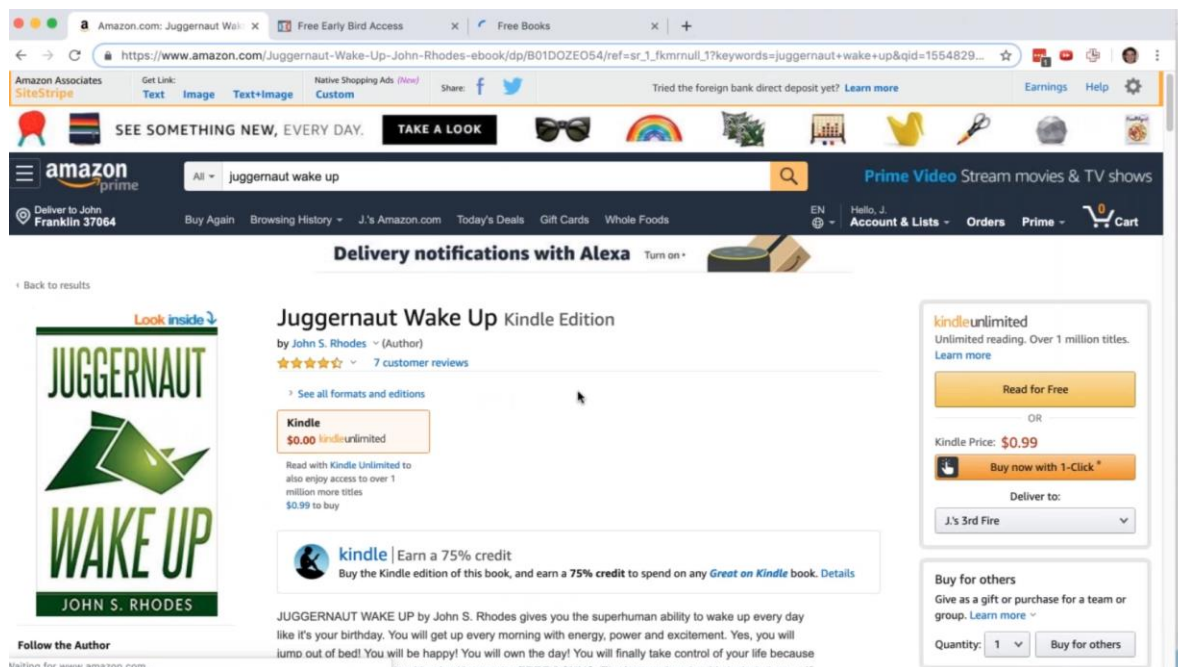 Amazon.com: Juggernaut Wak
Free Early Bird Access
Free Books
https://www.amazon.com/Juggernaut-Wake-Up-John-Rhodes-ebook/dp/B01DOZEO54/ref=sr_1_fkmrnull_1?keywords=juggernaut+wake+up&qid=1554829...
Amazon Associates
SiteStripe
Get Link:
Text Image Text+Image
Native Shopping Ads (New)
Custom
Share:
Tried the foreign bank direct deposit yet? Learn more
Earnings Help
SEE SOMETHING NEW, EVERY DAY. TAKE A LOOK
amazon
prime
All
juggernaut wake up
Prime Video Stream movies & TV shows
Deliver to John
Franklin 37064
Buy Again Browsing History J.'s Amazon.com Today's Deals Gift Cards Whole Foods
EN
Hello, J.
Account & Lists Orders Prime
0
Cart
Delivery notifications with Alexa Turn on
‹ Back to results
Look inside
JUGGERNAUT
WAKE UP
JOHN S. RHODES
Follow the Author
Juggernaut Wake Up Kindle Edition
by John S. Rhodes (Author)
7 customer reviews
See all formats and editions
Kindle
$0.00 kindleunlimited
Read with Kindle Unlimited to
also enjoy access to over 1
million more titles
$0.99 to buy
kindle | Earn a 75% credit
Buy the Kindle edition of this book, and earn a 75% credit to spend on any Great on Kindle book. Details
JUGGERNAUT WAKE UP by John S. Rhodes gives you the superhuman ability to wake up every day
like it's your birthday. You will get up every morning with energy, power and excitement. Yes, you will
jump out of bed! You will be happy! You will own the day! You will finally take control of your life because
kindleunlimited
Unlimited reading. Over 1 million titles.
Learn more
Read for Free
OR
Kindle Price: $0.99
Buy now with 1-Click *
Deliver to:
J.'s 3rd Fire
Buy for others
Give as a gift or purchase for a team or
group. Learn more
Quantity: 1 Buy for others
Waiting for www.amazon.com